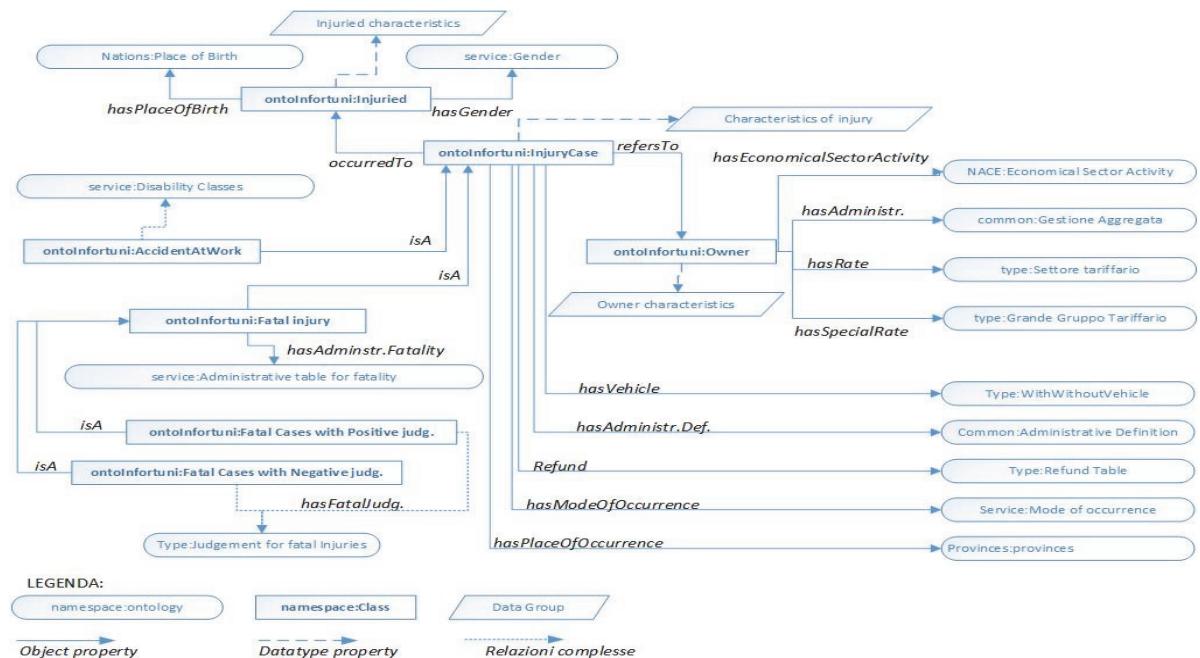 Injuried characteristics
Nations:Place of Birth
service:Gender
hasPlaceOfBirth
ontoInfortuni:Injuried
hasGender
Characteristics of injury
occurredTo
ontoInfortuni:InjuryCase
refersTo
hasEconomicalSectorActivity
NACE:Economical Sector Activity
service:Disability Classes
hasAdministr.
common:Gestione Aggregata
ontoInfortuni:AccidentAtWork
isA
ontoInfortuni:Owner
hasRate
type:Settore tariffario
isA
Owner characteristics
ontoInfortuni:Fatal injury
hasSpecialRate
type:Grande Gruppo Tariffario
hasAdminstr.Fatality
service:Administrative table for fatality
hasVehicle
Type:WithWithoutVehicle
isA
ontoInfortuni:Fatal Cases with Positive judg.
hasAdministr.Def.
Common:Administrative Definition
isA
ontoInfortuni:Fatal Cases with Negative judg.
Refund
Type:Refund Table
hasFatalJudg.
hasModeOfOccurrence
Service:Mode of occurrence
Type:Judgement for fatal Injuries
hasPlaceOfOccurrence
Provinces:provinces
LEGENDA:
namespace:ontology
namespace:Class
Data Group
Object property
Datatype property
Relazioni complesse